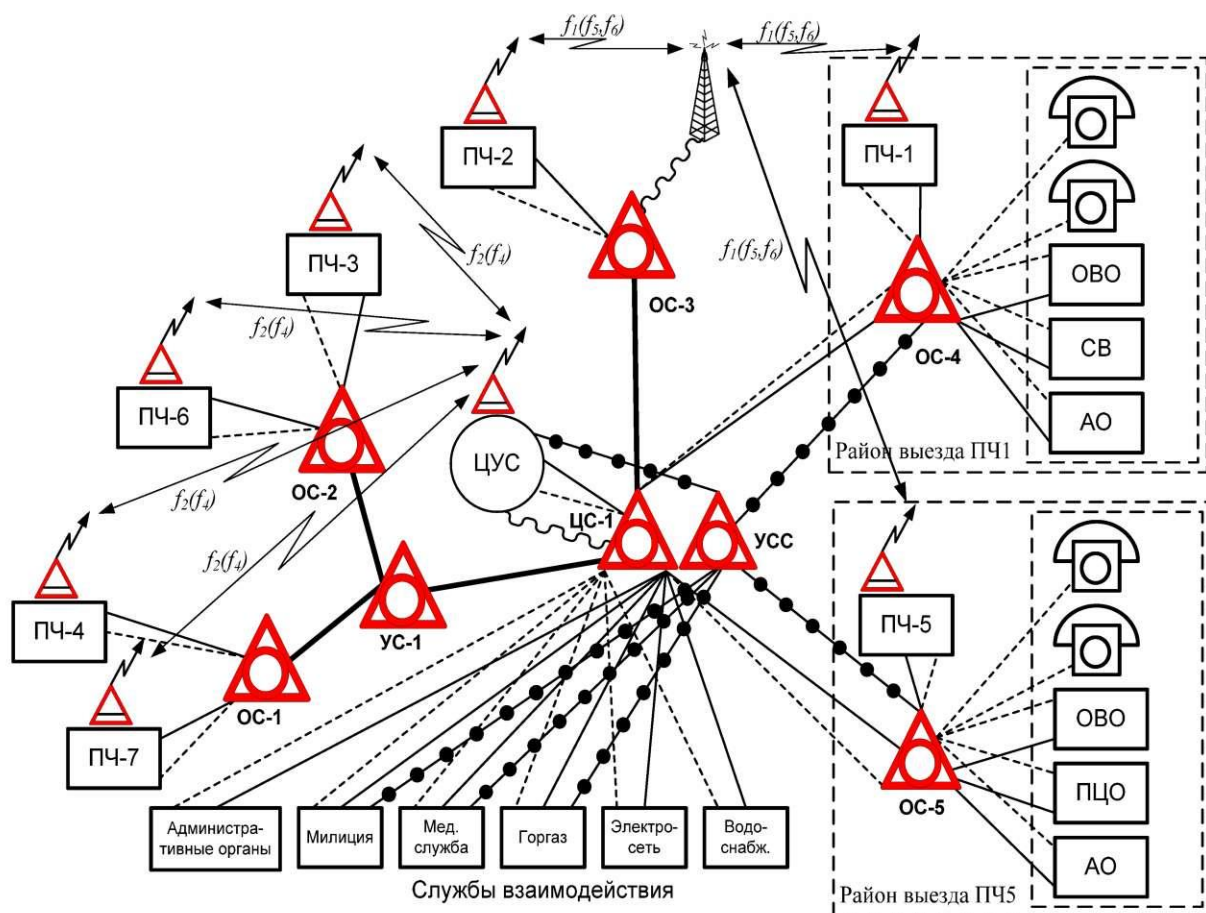 f₁(f₅,f₆)
f₁(f₅,f₆)
ПЧ-2
ПЧ-1
ПЧ-3
f₂(f₄)
f₁(f₅,f₆)
ОВО
ОС-3
ОС-4
СВ
f₂(f₄)
ПЧ-6
АО
Район выезда ПЧ1
ОС-2
ЦУС
f₂(f₄)
ЦС-1
УСС
f₂(f₄)
ПЧ-4
УС-1
ПЧ-5
ОС-1
ОВО
ПЧ-7
ПЦО
ОС-5
Администра-
тивные органы
Милиция
Мед.
служба
Горгаз
Электро-
сеть
Водо-
снабж.
АО
Службы взаимодействия
Район выезда ПЧ5